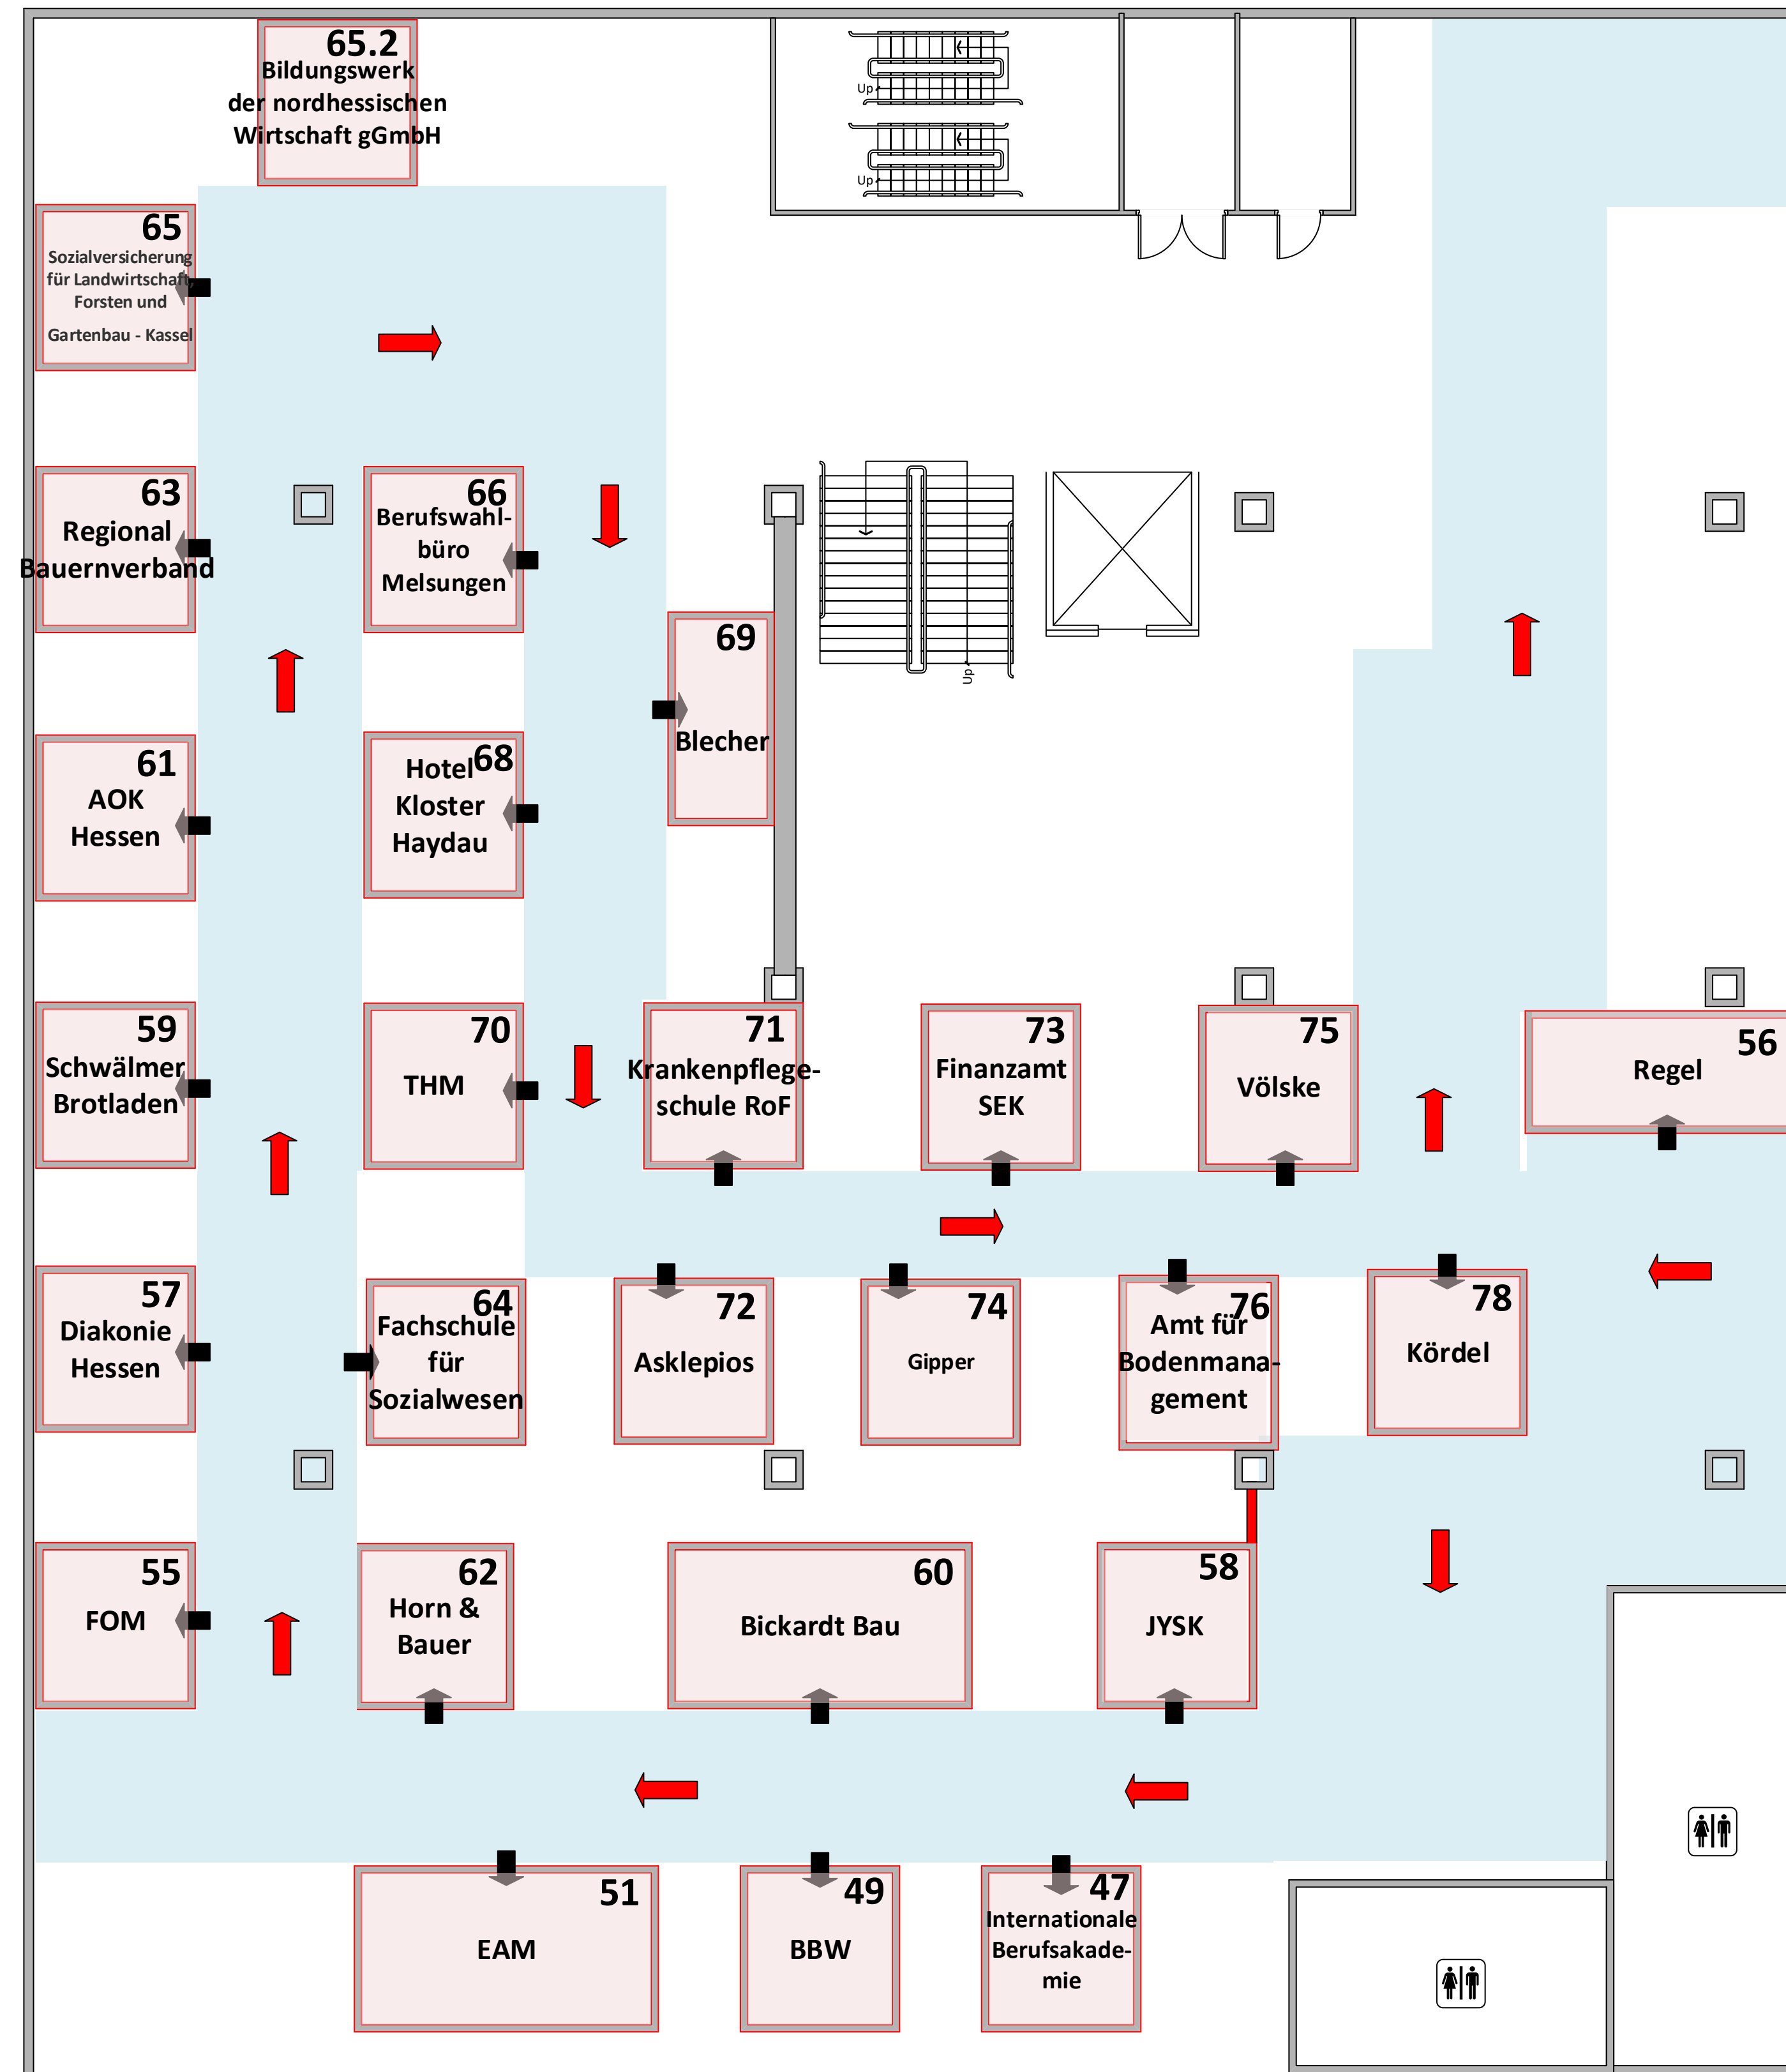 65.2
Bildungswerk
der nordhessischen
Wirtschaft gGmbH
Up
Up
65
Sozialversicherung
für Landwirtschaft,
Forsten und
Gartenbau - Kassel
63
Regional
Bauernverband
66
Berufswahl-
büro
Melsungen
69
Blecher
Up
61
AOK
Hessen
68
Hotel
Kloster
Haydau
59
Schwälmer
Brotladen
70
THM
71
Krankenpflege-
schule RoF
73
Finanzamt
SEK
75
Völske
56
Regel
57
Diakonie
Hessen
64
Fachschule
für
Sozialwesen
72
Asklepios
74
Gipper
76
Amt für
Bodenmana-
gement
78
Kördel
55
FOM
62
Horn &
Bauer
60
Bickardt Bau
58
JYSK
51
EAM
49
BBW
47
Internationale
Berufsakade-
mie